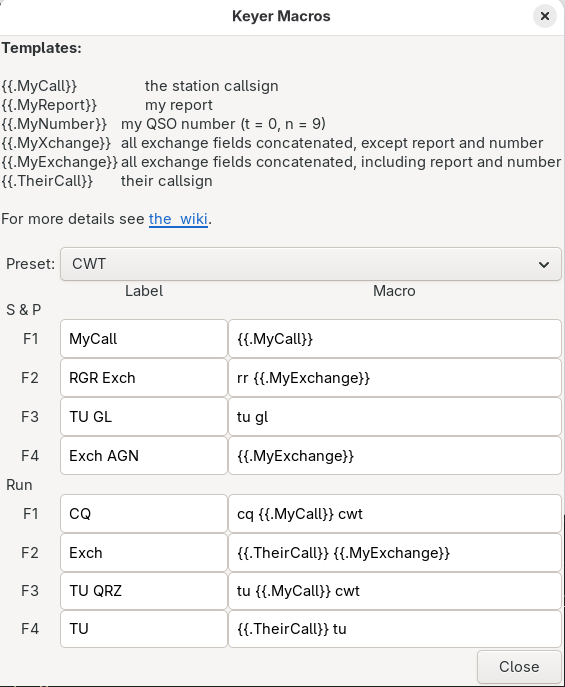 Keyer Macros
Templates:
{{.MyCall}} the station callsign
{{.MyReport}} my report
{{.MyNumber}} my QSO number (t = 0, n = 9)
{{.MyXchange}} all exchange fields concatenated, except report and number
{{.MyExchange}} all exchange fields concatenated, including report and number
{{.TheirCall}} their callsign
For more details see the wiki.
Preset: CWT
Label Macro
S & P
F1 MyCall {{.MyCall}}
F2 RGR Exch rr {{.MyExchange}}
F3 TU GL tu gl
F4 Exch AGN {{.MyExchange}}
Run
F1 CQ cq {{.MyCall}} cwt
F2 Exch {{.TheirCall}} {{.MyExchange}}
F3 TU QRZ tu {{.MyCall}} cwt
F4 TU {{.TheirCall}} tu
Close